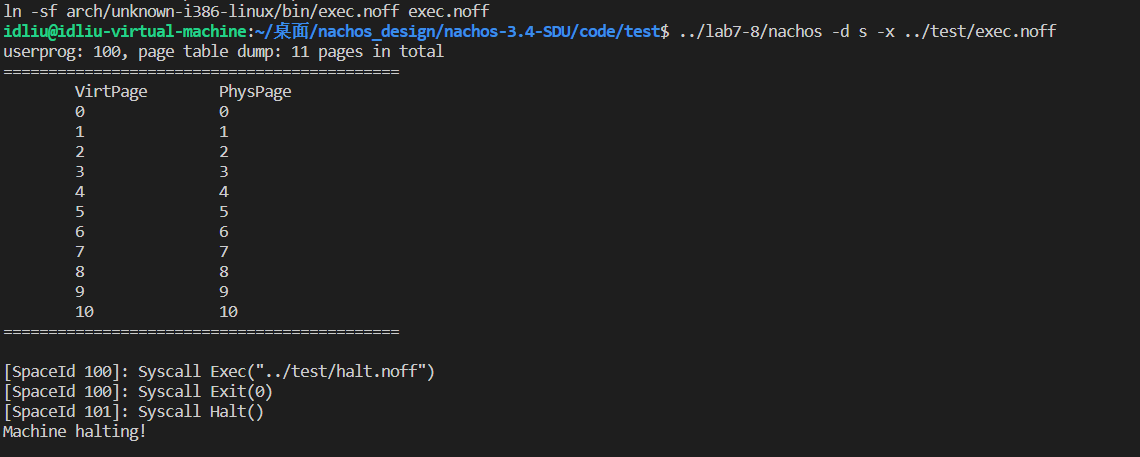 ln -sf arch/unknown-i386-linux/bin/exec.noff exec.noff
idliu@idliu-virtual-machine:~/桌面/nachos_design/nachos-3.4-SDU/code/test$ ../lab7-8/nachos -d s -x ../test/exec.noff
userprog: 100, page table dump: 11 pages in total
============================================
VirtPage PhysPage
0 0
1 1
2 2
3 3
4 4
5 5
6 6
7 7
8 8
9 9
10 10
============================================
[SpaceId 100]: Syscall Exec("../test/halt.noff")
[SpaceId 100]: Syscall Exit(0)
[SpaceId 101]: Syscall Halt()
Machine halting!